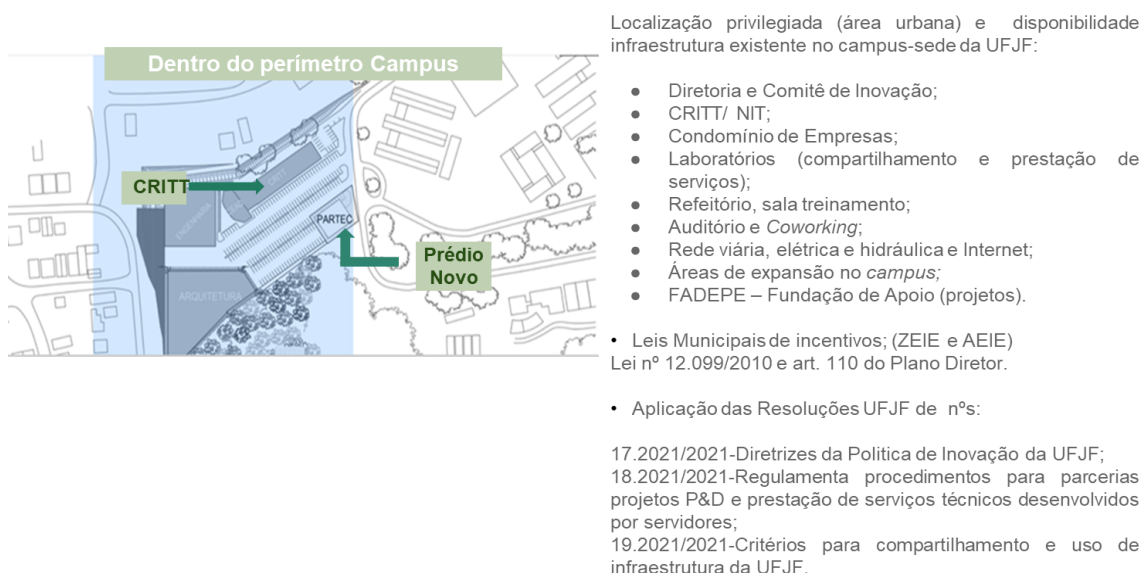 Dentro do perímetro Campus
CRITT
CRITT
ENGENHARIA
PARTEC
Prédio
Novo
ARQUITETURA
Localização privilegiada (área urbana) e disponibilidade
infraestrutura existente no campus-sede da UFJF:
● Diretoria e Comitê de Inovação;
● CRITT/ NIT;
● Condomínio de Empresas;
● Laboratórios (compartilhamento e prestação de
serviços);
● Refeitório, sala treinamento;
● Auditório e Coworking;
● Rede viária, elétrica e hidráulica e Internet;
● Áreas de expansão no campus;
● FADEPE – Fundação de Apoio (projetos).
• Leis Municipais de incentivos; (ZEIE e AEIE)
Lei nº 12.099/2010 e art. 110 do Plano Diretor.
• Aplicação das Resoluções UFJF de nºs:
17.2021/2021-Diretrizes da Politica de Inovação da UFJF;
18.2021/2021-Regulamenta procedimentos para parcerias
projetos P&D e prestação de serviços técnicos desenvolvidos
por servidores;
19.2021/2021-Critérios para compartilhamento e uso de
infraestrutura da UFJF.